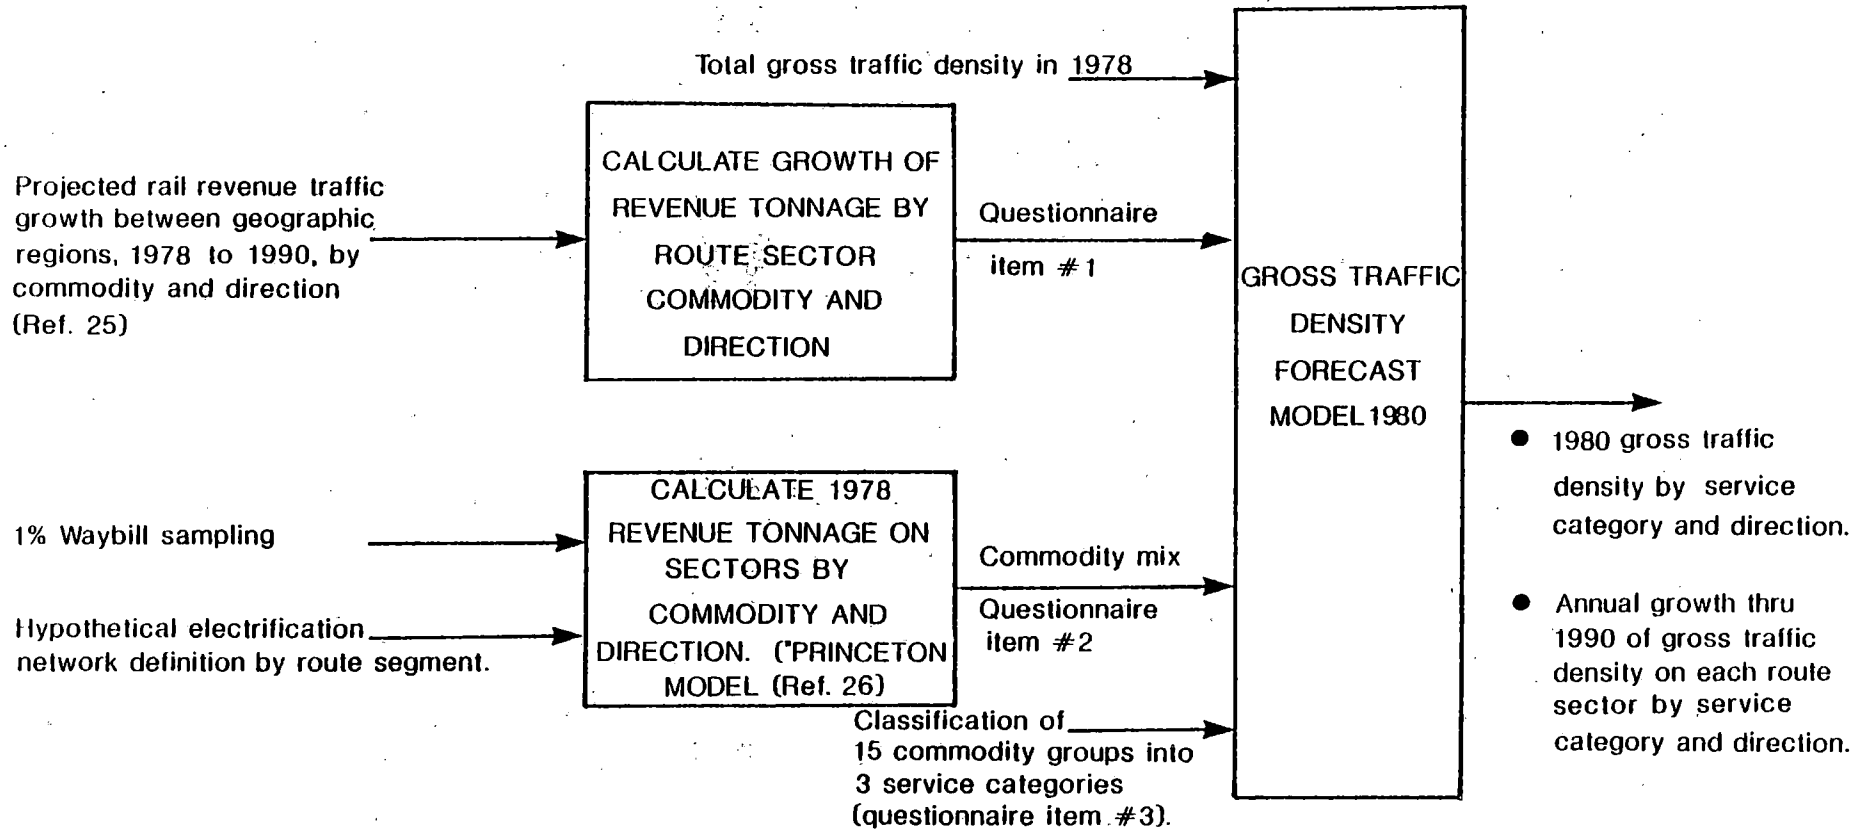 Total gross traffic density in 1978
Projected rail revenue traffic
growth between geographic
regions, 1978 to 1990, by
commodity and direction
(Ref. 25)
CALCULATE GROWTH OF
REVENUE TONNAGE BY
ROUTE SECTOR
COMMODITY AND
DIRECTION
Questionnaire
item #1
1% Waybill sampling
Hypothetical electrification
network definition by route segment.
CALCULATE 1978
REVENUE TONNAGE ON
SECTORS BY
COMMODITY AND
DIRECTION. ("PRINCETON
MODEL (Ref. 26)
Commodity mix
Questionnaire
item #2
Classification of
15 commodity groups into
3 service categories
(questionnaire item #3).
GROSS TRAFFIC
DENSITY
FORECAST
MODEL 1980
● 1980 gross traffic
density by service
category and direction.
● Annual growth thru
1990 of gross traffic
density on each route
sector by service
category and direction.